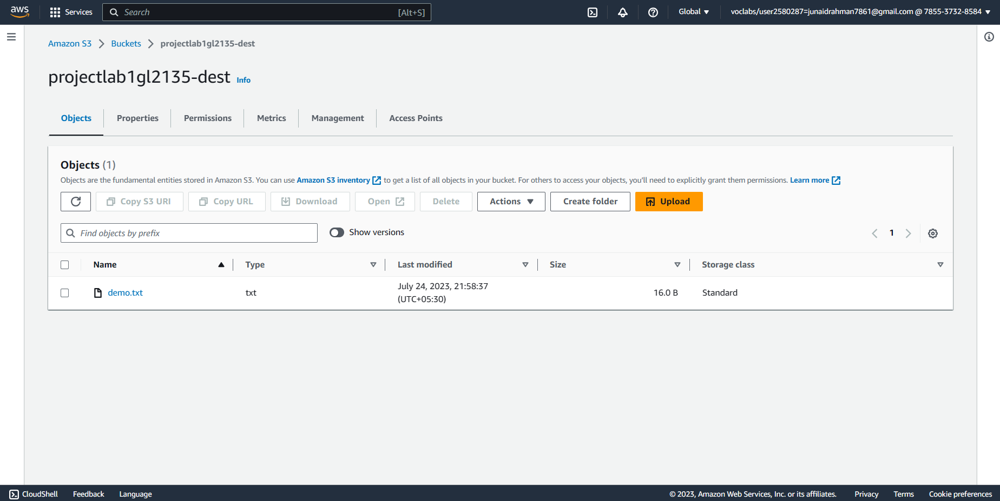 aws
Services
Search
[Alt+S]
Global
voclabs/user2580287=junaidrahman7861@gmail.com @ 7855-3732-8584
Amazon S3
Buckets
projectlab1gl2135-dest
projectlab1gl2135-dest Info
Objects
Properties
Permissions
Metrics
Management
Access Points
Objects (1)
Objects are the fundamental entities stored in Amazon S3. You can use Amazon S3 inventory to get a list of all objects in your bucket. For others to access your objects, you'll need to explicitly grant them permissions. Learn more
Copy S3 URI
Copy URL
Download
Open
Delete
Actions
Create folder
Upload
Find objects by prefix
Show versions
1
Name
Type
Last modified
Size
Storage class
demo.txt
txt
July 24, 2023, 21:58:37
(UTC+05:30)
16.0 B
Standard
CloudShell
Feedback
Language
© 2023, Amazon Web Services, Inc. or its affiliates.
Privacy
Terms
Cookie preferences